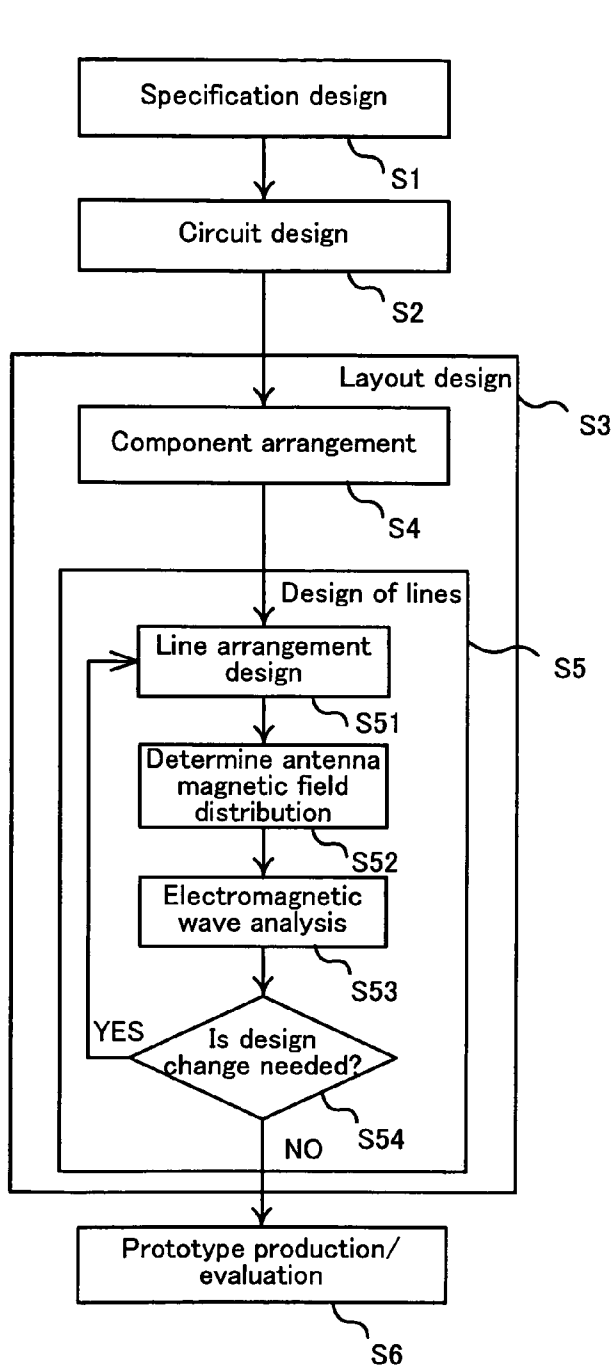 Specification design
S1
Circuit design
S2
Layout design
S3
Component arrangement
S4
Design of lines
S5
Line arrangement
design
S51
Determine antenna
magnetic field
distribution
S52
Electromagnetic
wave analysis
S53
YES
Is design
change needed?
S54
NO
Prototype production/
evaluation
S6